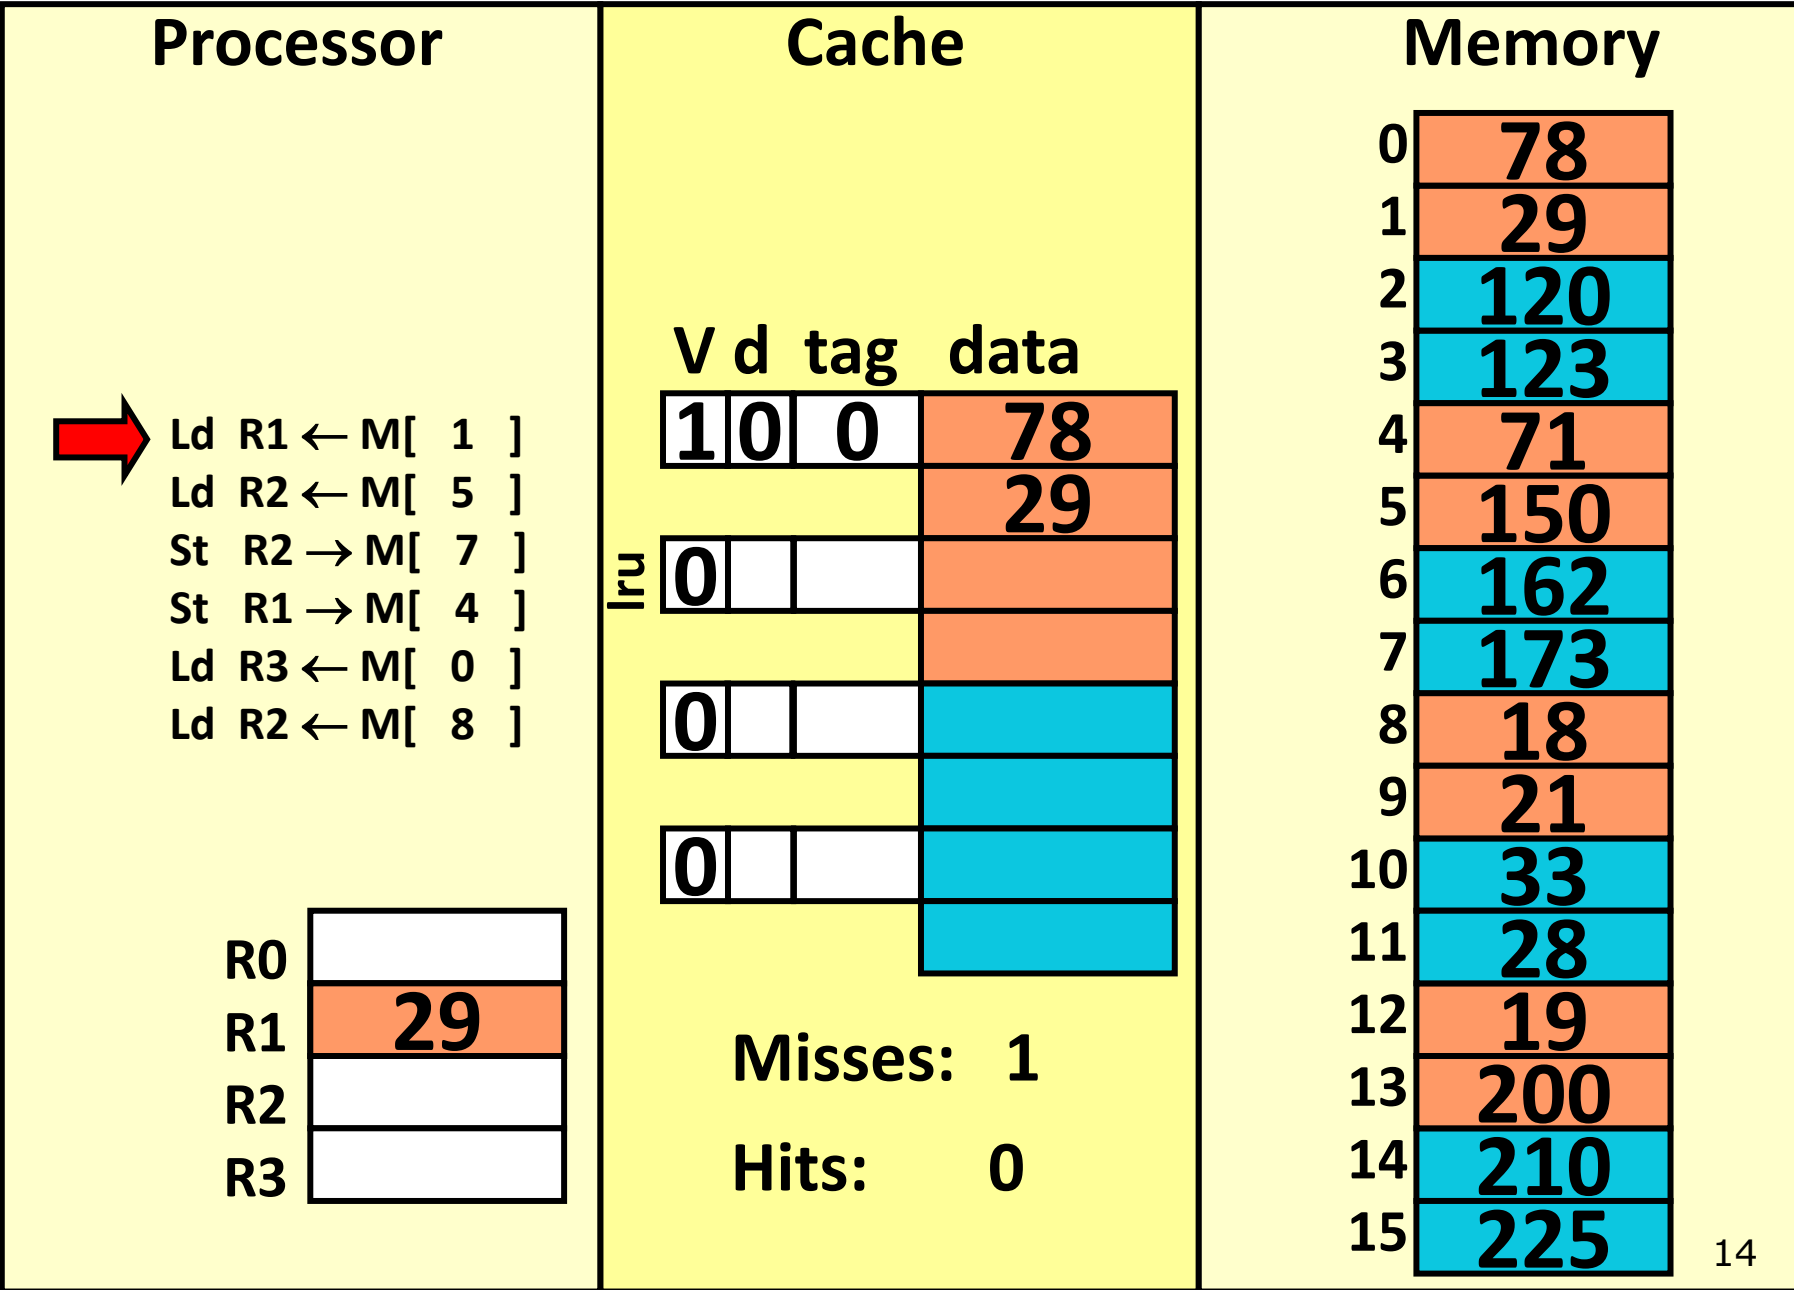 Processor
Ld R1 ← M[ 1 ]
Ld R2 ← M[ 5 ]
St R2 → M[ 7 ]
St R1 → M[ 4 ]
Ld R3 ← M[ 0 ]
Ld R2 ← M[ 8 ]
R0
R1 29
R2
R3
Cache
V d tag data
1 0 0 78
29
lru
0
0
0
Misses: 1
Hits: 0
Memory
0 78
1 29
2 120
3 123
4 71
5 150
6 162
7 173
8 18
9 21
10 33
11 28
12 19
13 200
14 210
15 225
14